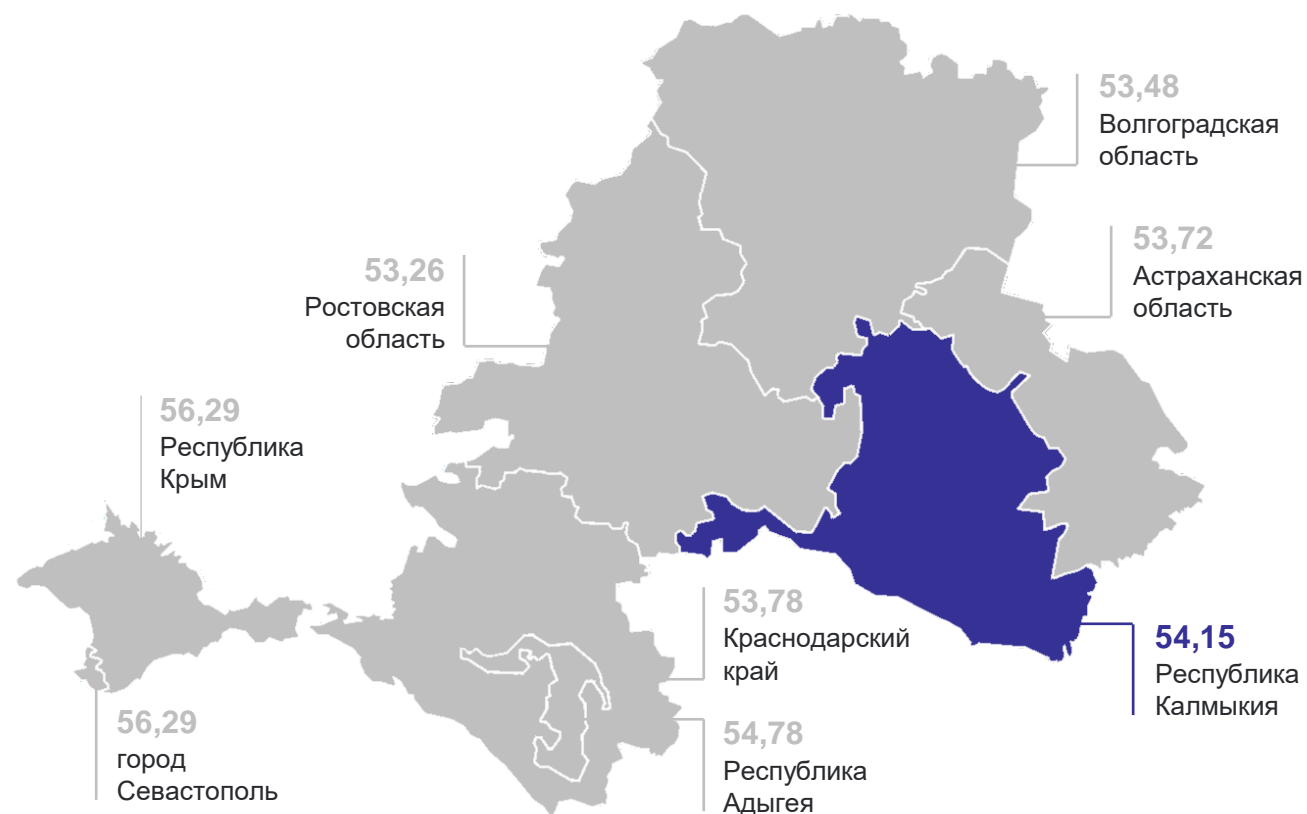 53,48
Волгоградская
область
53,72
Астраханская
область
53,26
Ростовская
область
56,29
Республика
Крым
53,78
Краснодарский
край
54,15
Республика
Калмыкия
56,29
город
Севастополь
54,78
Республика
Адыгея